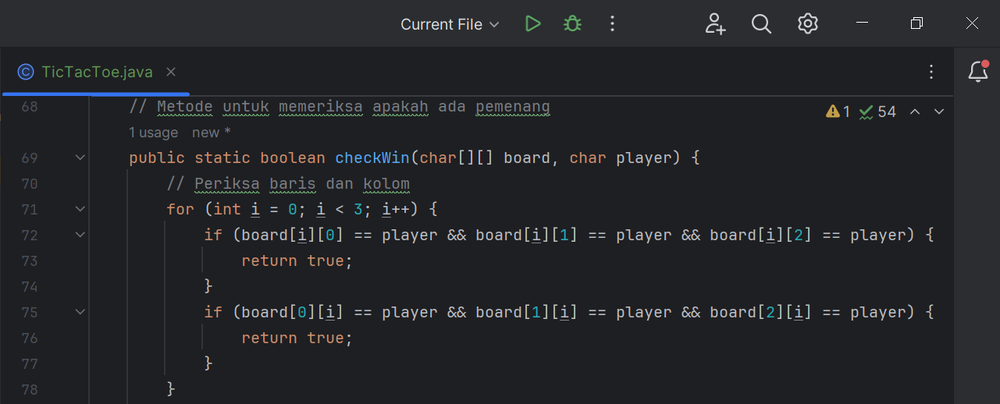 Current File
TicTacToe.java
68 // Metode untuk memeriksa apakah ada pemenang
1 54
1 usage new *
69 public static boolean checkWin(char[][] board, char player) {
70 // Periksa baris dan kolom
71 for (int i = 0; i < 3; i++) {
72 if (board[i][0] == player && board[i][1] == player && board[i][2] == player) {
73 return true;
74 }
75 if (board[0][i] == player && board[1][i] == player && board[2][i] == player) {
76 return true;
77 }
78 }